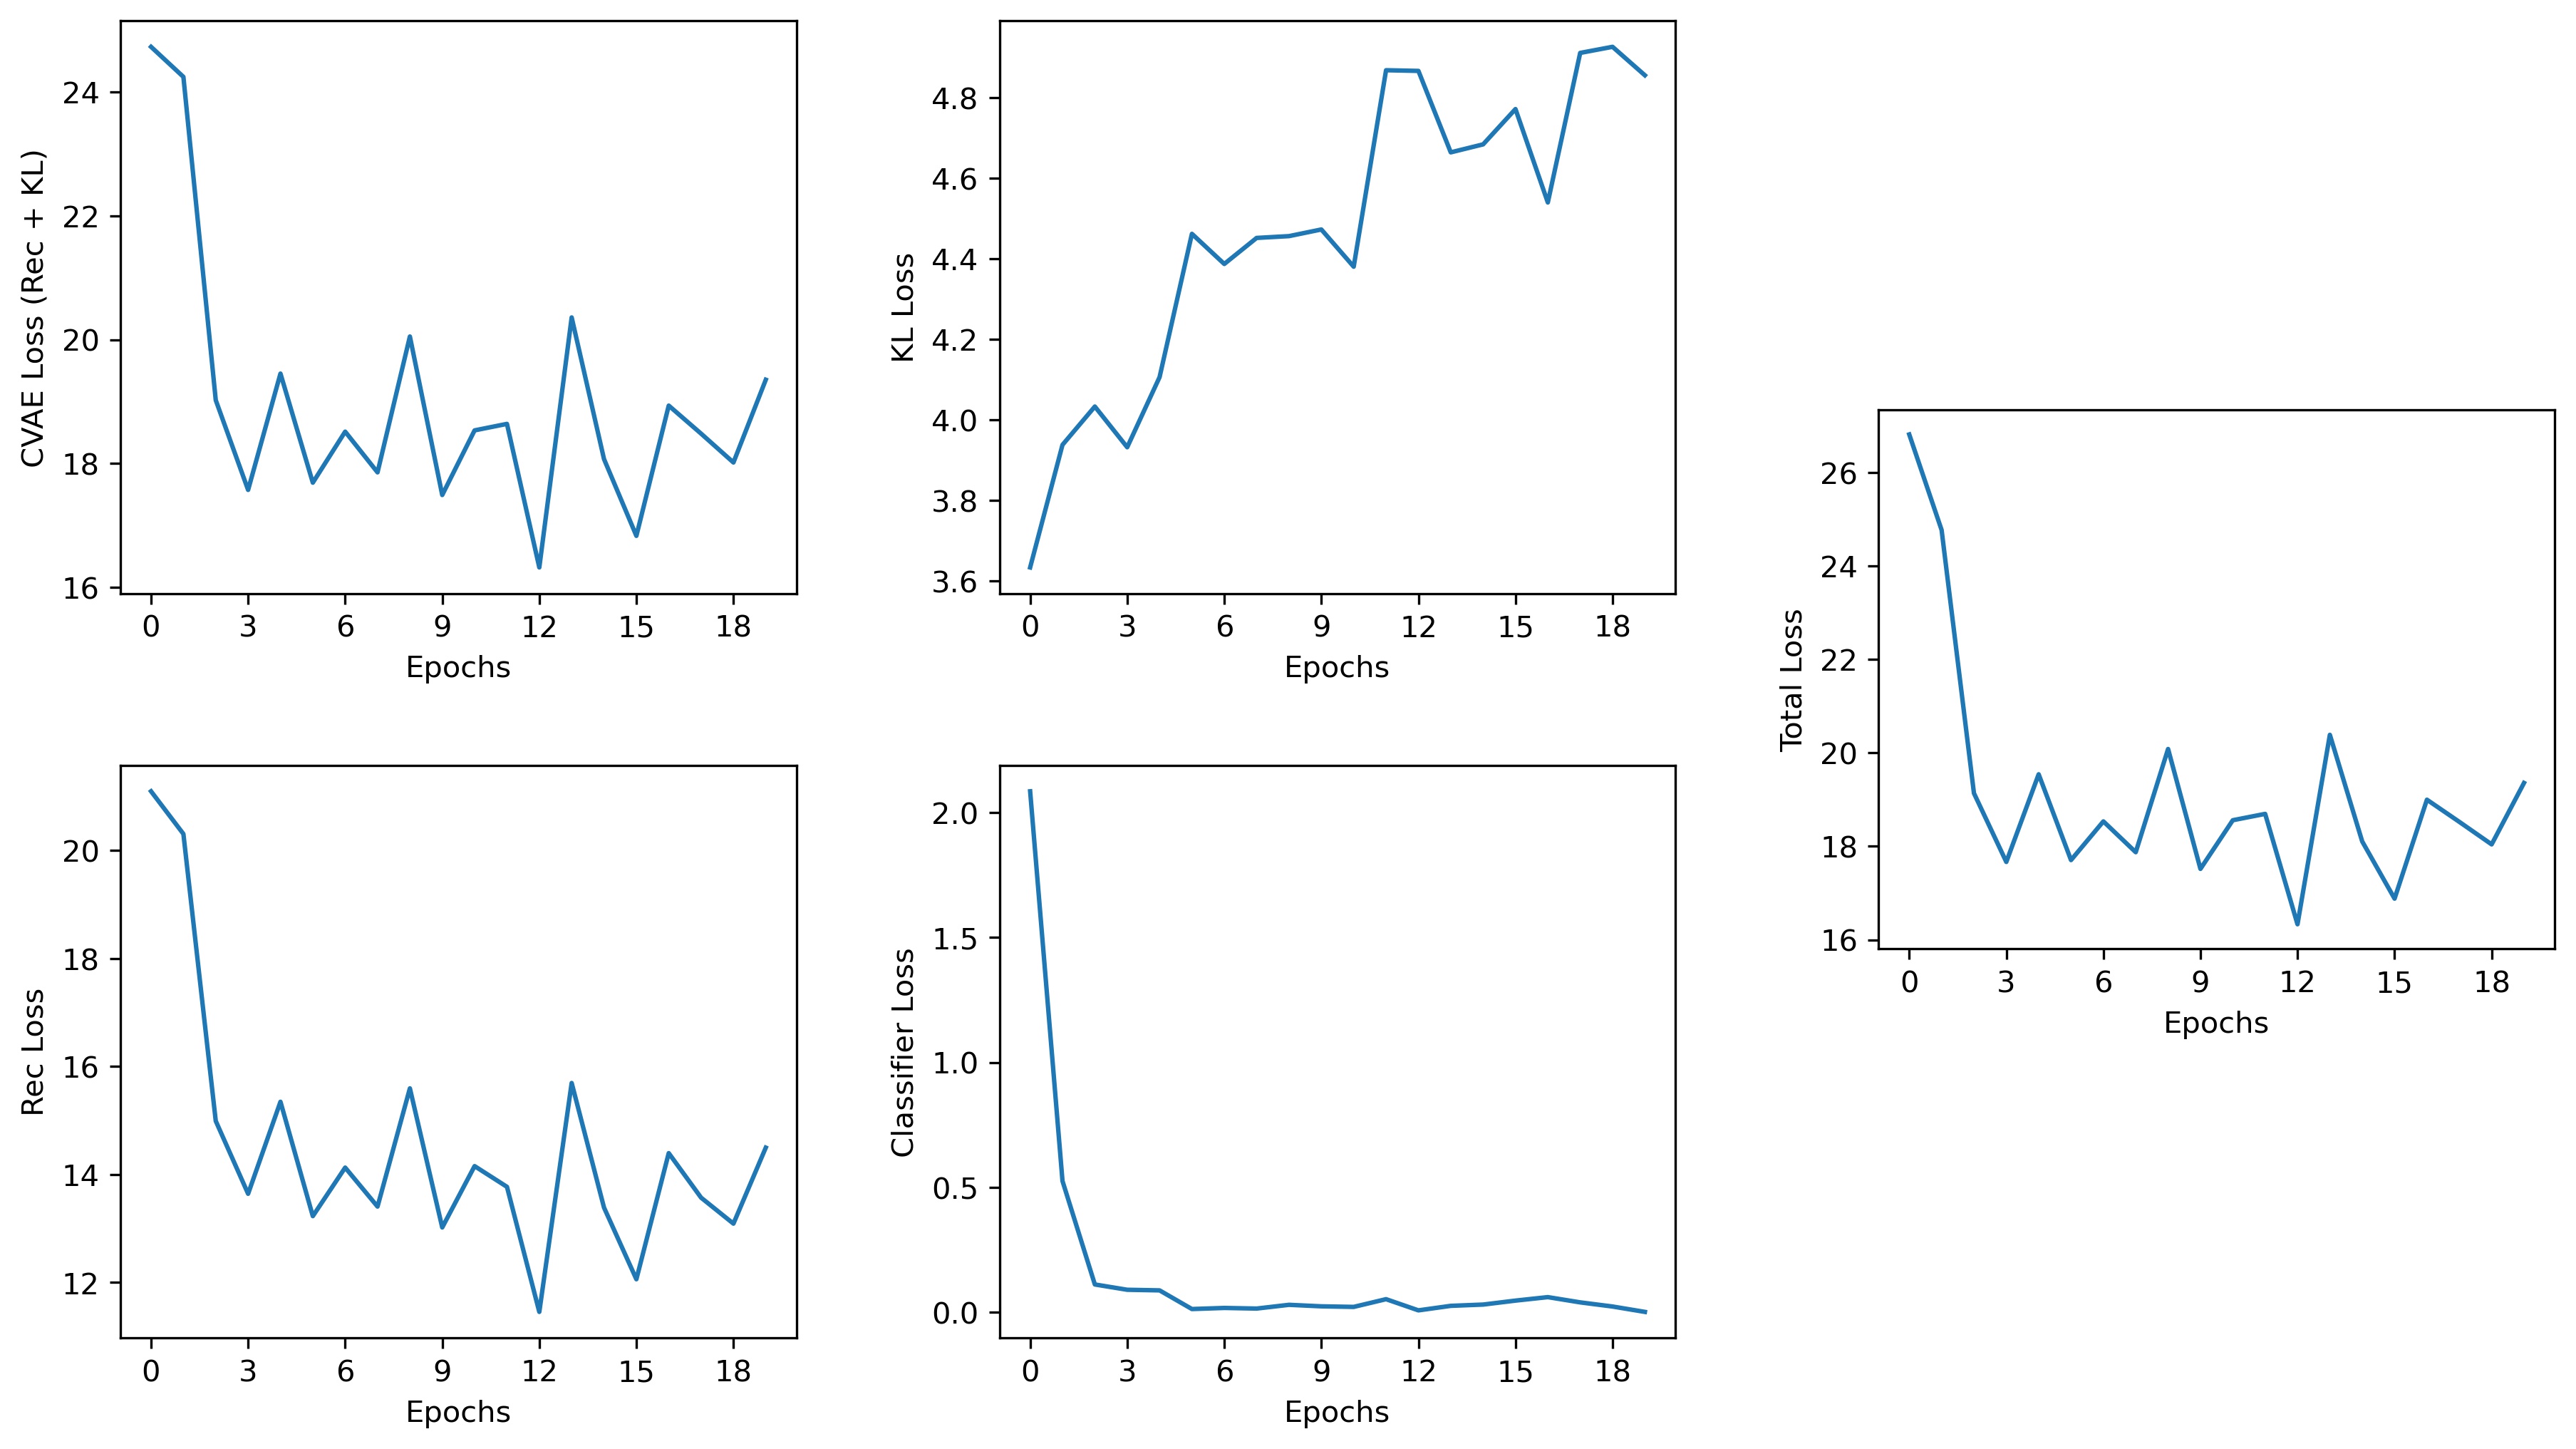 CVAE Loss (Rec + KL)
24
22
20
18
16
0 3 6 9 12 15 18
Epochs
KL Loss
4.8
4.6
4.4
4.2
4.0
3.8
3.6
0 3 6 9 12 15 18
Epochs
Rec Loss
20
18
16
14
12
0 3 6 9 12 15 18
Epochs
Classifier Loss
2.0
1.5
1.0
0.5
0.0
0 3 6 9 12 15 18
Epochs
Total Loss
26
24
22
20
18
16
0 3 6 9 12 15 18
Epochs